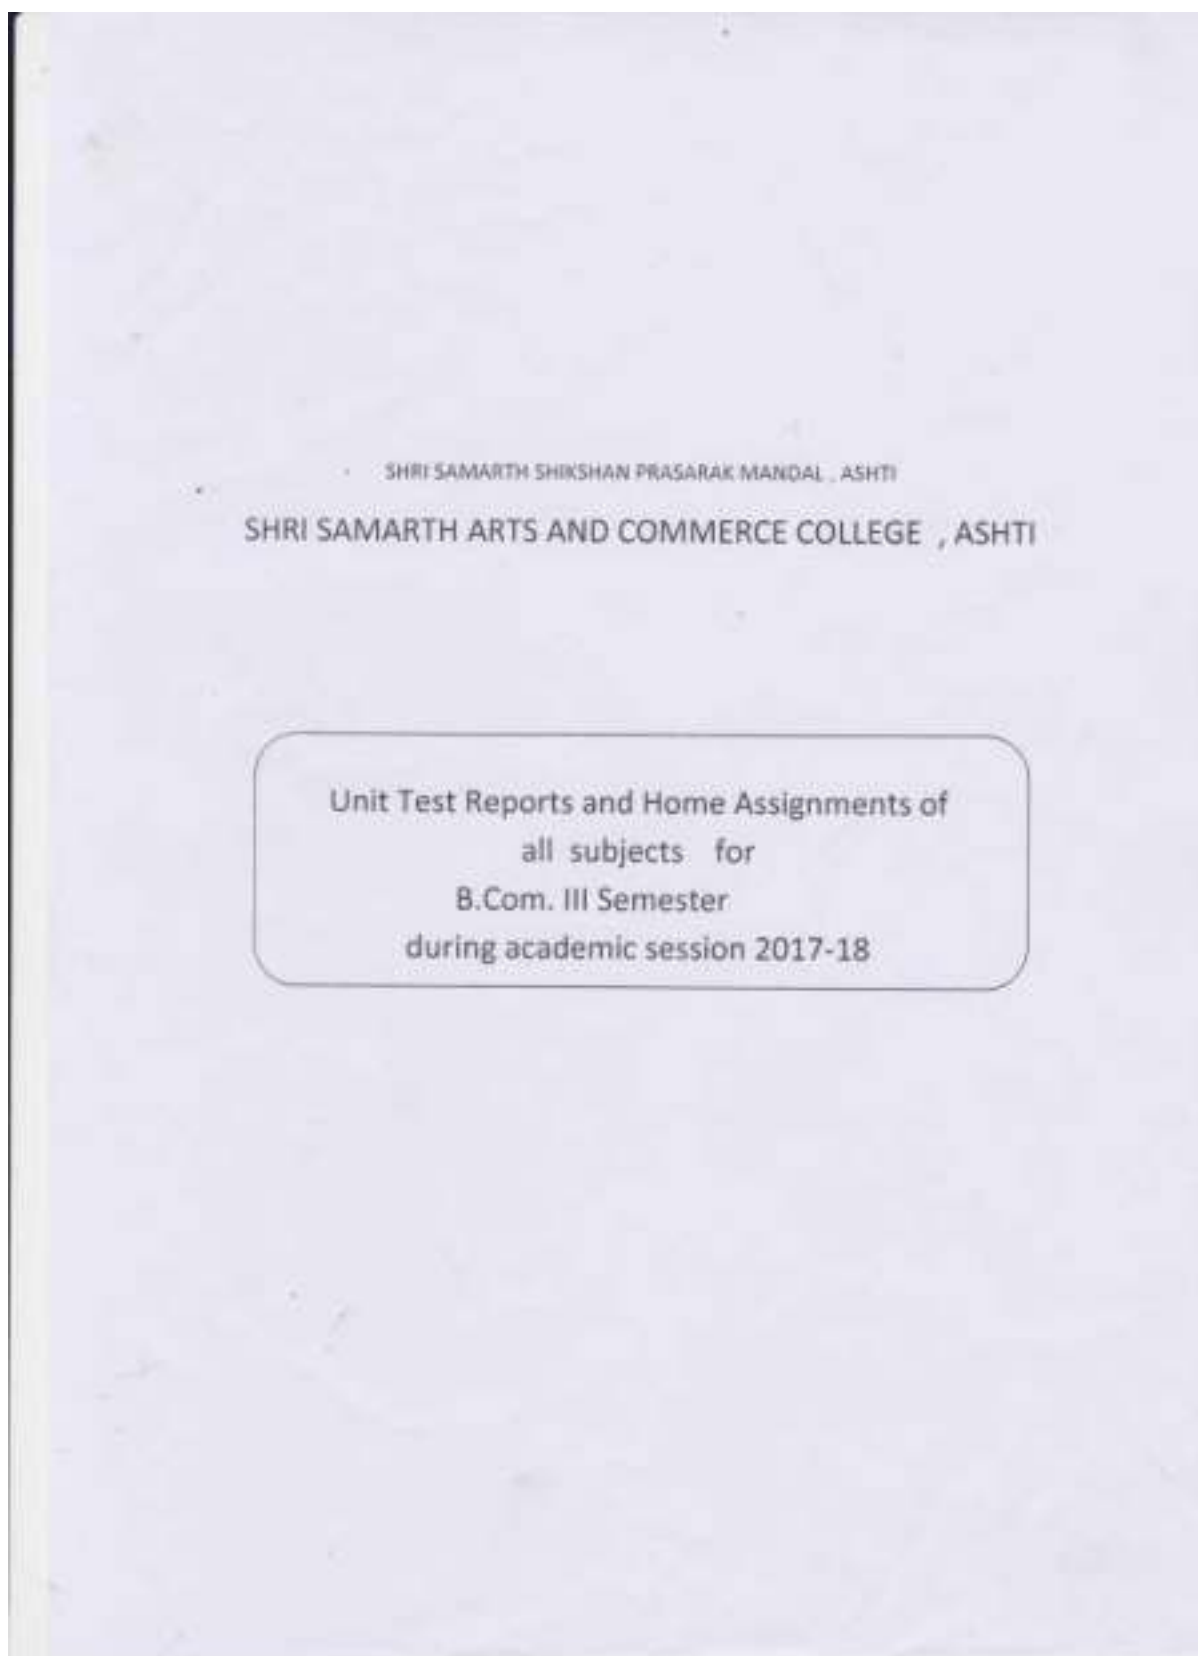 SHRI SAMARTH SHIKSHAN PRASARAK MANDAL , ASHTI
SHRI SAMARTH ARTS AND COMMERCE COLLEGE , ASHTI
Unit Test Reports and Home Assignments of
all subjects for
B.Com. III Semester
during academic session 2017-18